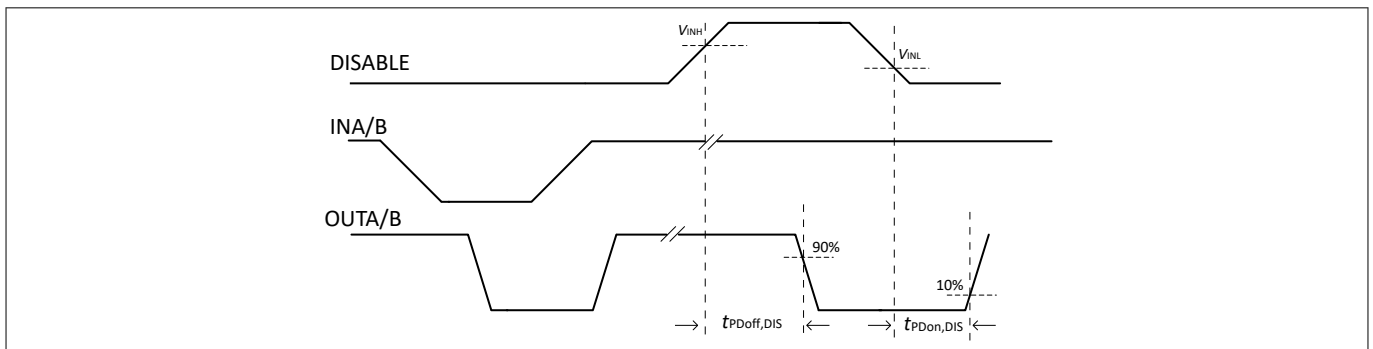 VINH
VINL
DISABLE
INA/B
OUTA/B
90%
10%
tPDoff,DIS
tPDon,DIS